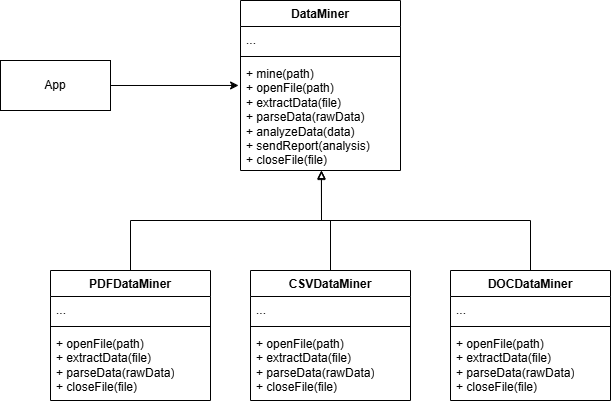 DataMiner
...
App
+ mine(path)
+ openFile(path)
+ extractData(file)
+ parseData(rawData)
+ analyzeData(data)
+ sendReport(analysis)
+ closeFile(file)
PDFDataMiner
...
+ openFile(path)
+ extractData(file)
+ parseData(rawData)
+ closeFile(file)
CSVDataMiner
...
+ openFile(path)
+ extractData(file)
+ parseData(rawData)
+ closeFile(file)
DOCDataMiner
...
+ openFile(path)
+ extractData(file)
+ parseData(rawData)
+ closeFile(file)